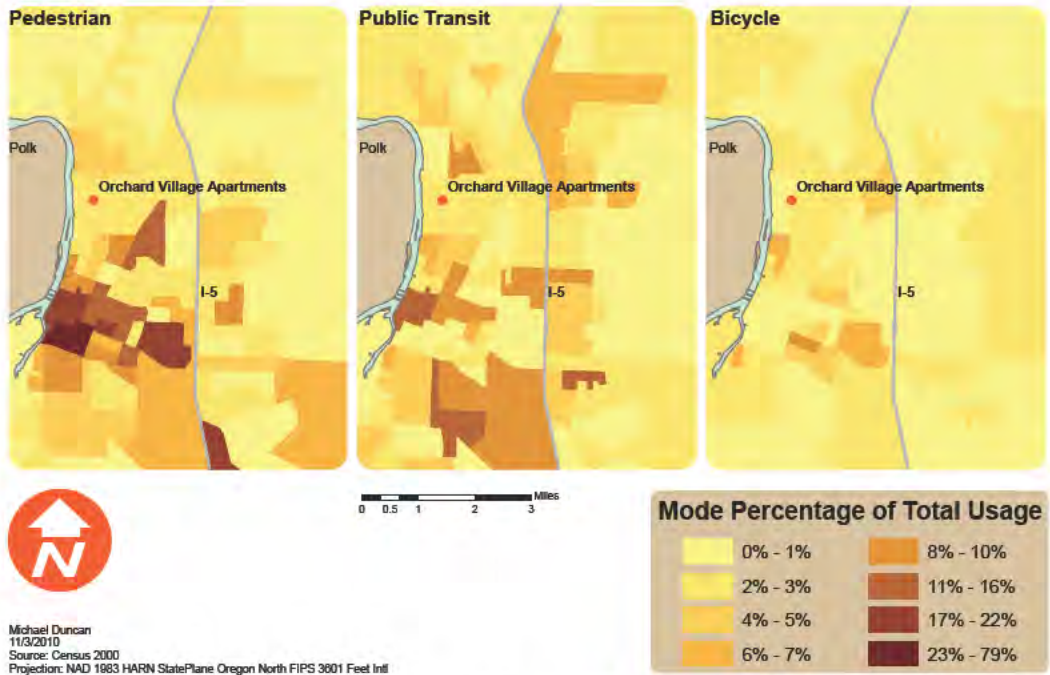 Pedestrian
Public Transit
Bicycle
Polk
Polk
Polk
Orchard Village Apartments
Orchard Village Apartments
Orchard Village Apartments
I-5
I-5
I-5
N
Miles
0 0.5 1 2 3
Mode Percentage of Total Usage
0% - 1%
2% - 3%
4% - 5%
6% - 7%
8% - 10%
11% - 16%
17% - 22%
23% - 79%
Michael Duncan
11/3/2010
Source: Census 2000
Projection: NAD 1983 HARN StatePlane Oregon North FIPS 3601 Feet Intl